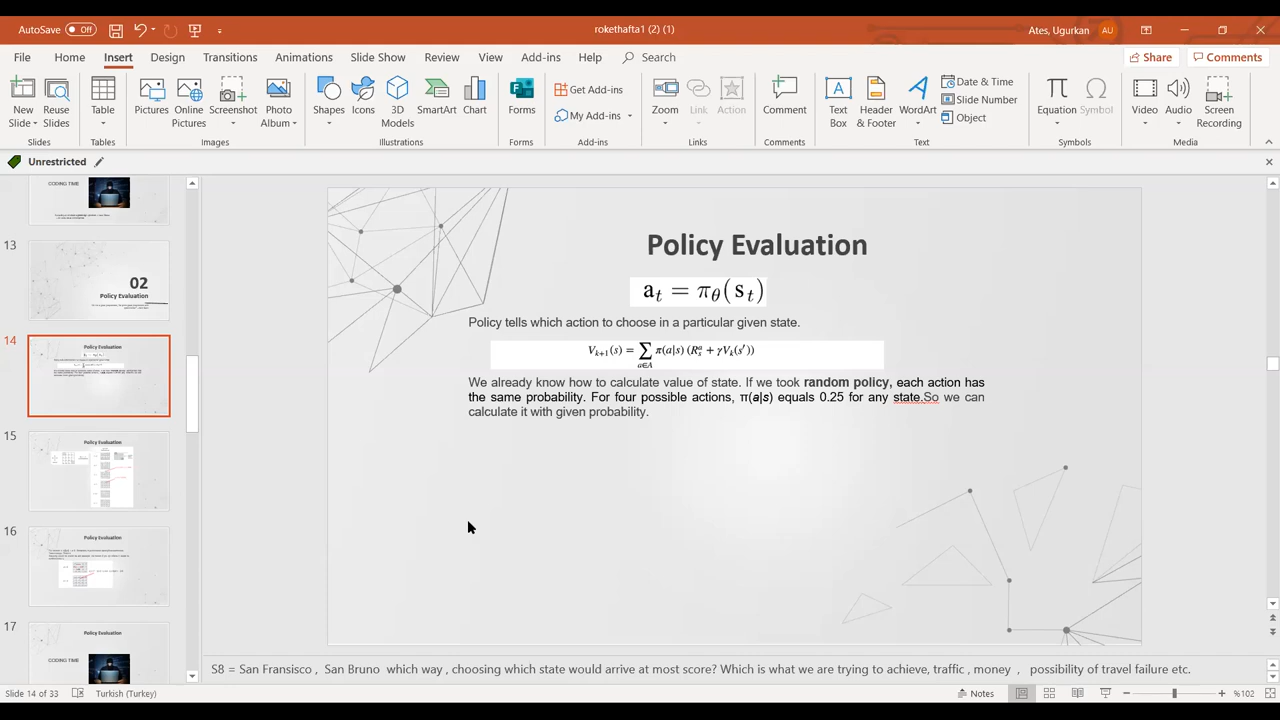 AutoSave Off rokethafta1 (2) (1) Ates, Ugurkan AU
File Home Insert Design Transitions Animations Slide Show Review View Add-ins Help Search Share Comments
New Slide Reuse Slides Table Pictures Online Pictures Screenshot Photo Album Shapes Icons 3D Models SmartArt Chart Forms Get Add-ins My Add-ins Zoom Link Action Comment Text Box Header & Footer WordArt Date & Time Slide Number Object Equation Symbol Video Audio Screen Recording
Slides Tables Images Illustrations Forms Add-ins Links Comments Text Symbols Media
Unrestricted
CODING TIME
13
02
Policy Evaluation
14
Policy Evaluation
15
Policy Evaluation
16
Policy Evaluation
17
Policy Evaluation
CODING TIME
Policy Evaluation
aₜ = π_θ(sₜ)
Policy tells which action to choose in a particular given state.
V_{k+1}(s) = ∑_{a∈A} π(a|s) (R_s^a + γV_k(s′))
We already know how to calculate value of state. If we took random policy, each action has
the same probability. For four possible actions, π(a|s) equals 0.25 for any state.So we can
calculate it with given probability.
S8 = San Fransisco , San Bruno which way , choosing which state would arrive at most score? Which is what we are trying to achieve, traffic , money , possibility of travel failure etc.
Slide 14 of 33 Turkish (Turkey) Notes %102